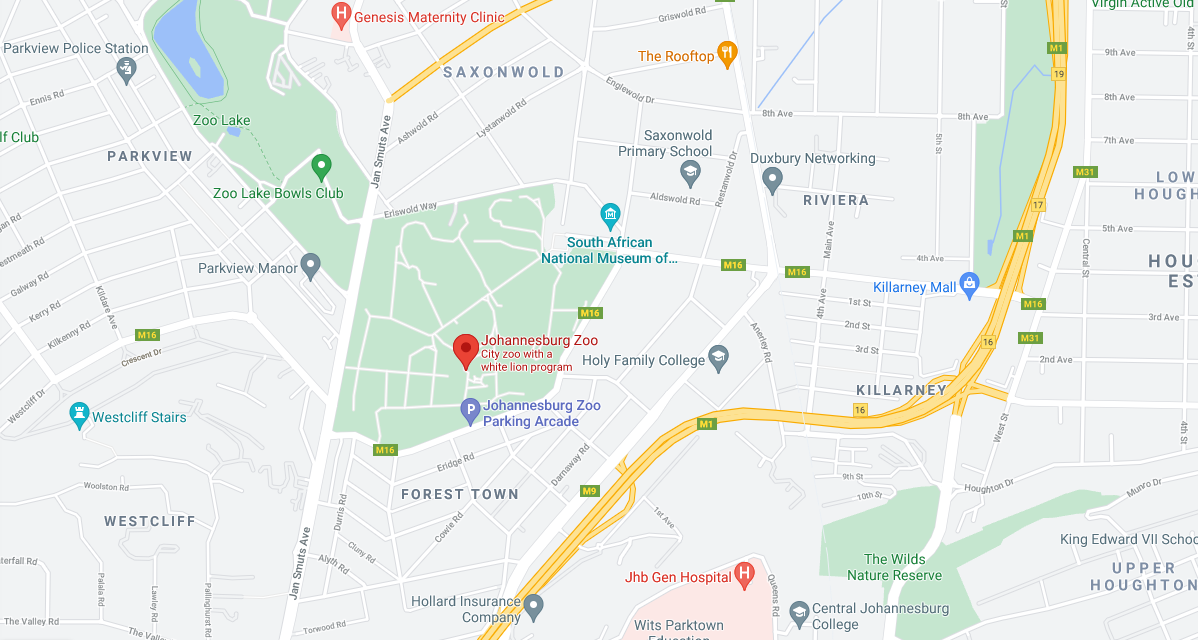 Genesis Maternity Clinic
Virgin Active Old
Griswold Rd
4th St
Parkview Police Station
The Rooftop
M1
9th Ave
SAXONWOLD
19
Englewold Dr
Ennis Rd
8th Ave
Lystanwold Rd
8th Ave
Zoo Lake
Ashwold Rd
Saxonwold
Primary School
5th St
7th Ave
lf Club
PARKVIEW
Jan Smuts Ave
Duxbury Networking
M31
LOW
HOUGH
Zoo Lake Bowls Club
Restanwold Dr
Aldswold Rd
RIVIERA
17
Eriswold Way
5th Ave
M1
South African
National Museum of...
Main Ave
Central St
4th Ave
HOU
ES
Parkview Manor
M16
M16
Westmeath Rd
Galway Rd
Kerry Rd
Kilkenny Rd
Kildare Ave
Killarney Mall
M16
4th Ave
1st St
2nd St
3rd St
M16
3rd Ave
Anerley Rd
M16
Crescent Dr
Johannesburg Zoo
City zoo with a
white lion program
Holy Family College
16
M31
2nd Ave
KILLARNEY
Westcliff Dr
Westcliff Stairs
P
Johannesburg Zoo
Parking Arcade
16
M1
West St
4th St
M16
Eridge Rd
Darnaway Rd
9th St
10th St
Houghton Dr
Woolston Rd
FOREST TOWN
M9
Munro Dr
WESTCLIFF
Durris Rd
Cowie Rd
1st Ave
King Edward VII Schoo
Jan Smuts Ave
Cluny Rd
Alyth Rd
The Wilds
Nature Reserve
UPPER
HOUGHTON
aterfall Rd
Jhb Gen Hospital
Palala Rd
Lawley Rd
Pallinghurst Rd
Queens Rd
Hollard Insurance
Company
Central Johannesburg
College
The Valley Rd
The Valley
Torwood Rd
Wits Parktown
Education